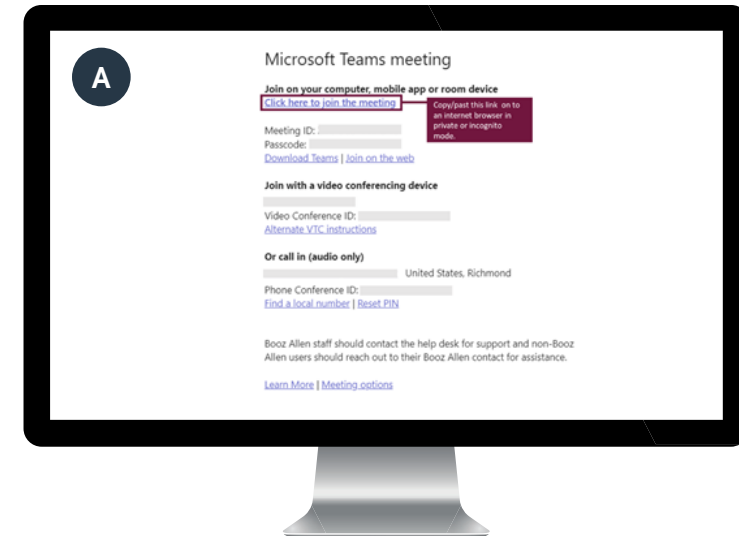 A
Microsoft Teams meeting
Join on your computer, mobile app or room device
Click here to join the meeting
Copy/past this link on to
an internet browser in
private or incognito
mode.
Meeting ID:
Passcode:
Download Teams | Join on the web
Join with a video conferencing device
Video Conference ID:
Alternate VTC instructions
Or call in (audio only)
United States, Richmond
Phone Conference ID:
Find a local number | Reset PIN
Booz Allen staff should contact the help desk for support and non-Booz
Allen users should reach out to their Booz Allen contact for assistance.
Learn More | Meeting options